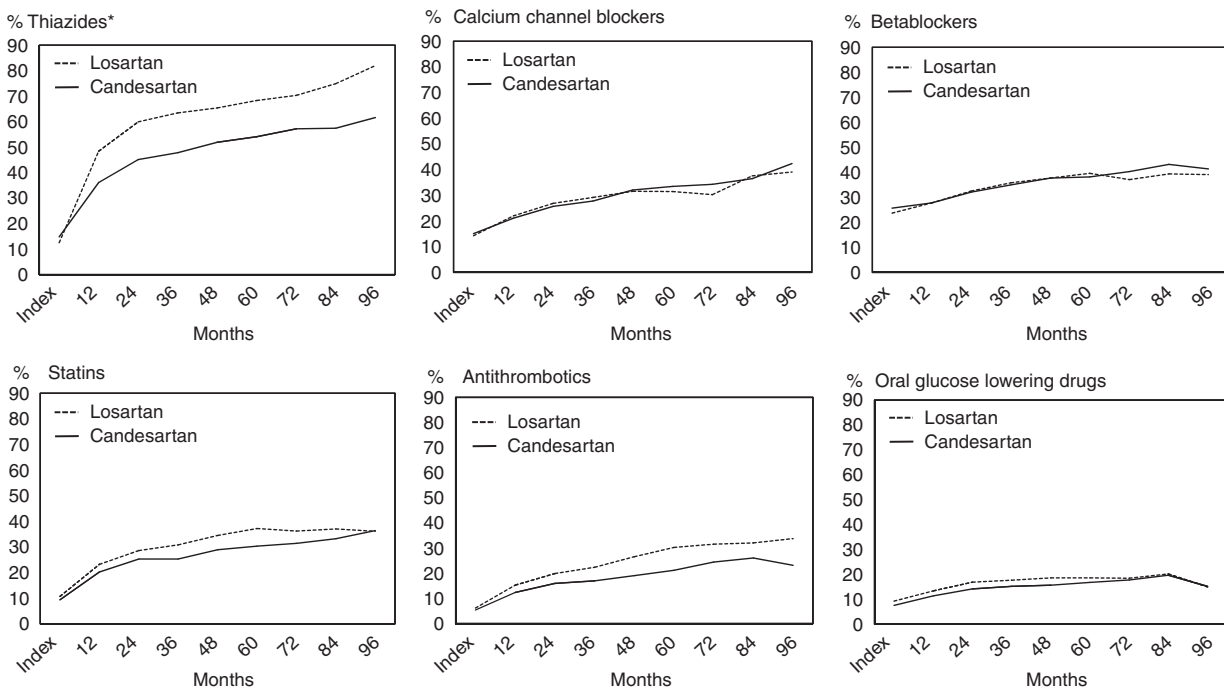 % Thiazides*
90
80
70
60
50
40
30
20
10
0
Losartan
Candesartan
Index 12 24 36 48 60 72 84 96
Months
% Calcium channel blockers
90
80
70
60
50
40
30
20
10
0
Losartan
Candesartan
Index 12 24 36 48 60 72 84 96
Months
% Betablockers
90
80
70
60
50
40
30
20
10
0
Losartan
Candesartan
Index 12 24 36 48 60 72 84 96
Months
% Statins
90
80
70
60
50
40
30
20
10
0
Losartan
Candesartan
Index 12 24 36 48 60 72 84 96
Months
% Antithrombotics
90
80
70
60
50
40
30
20
10
0
Losartan
Candesartan
Index 12 24 36 48 60 72 84 96
Months
% Oral glucose lowering drugs
90
80
70
60
50
40
30
20
10
0
Losartan
Candesartan
Index 12 24 36 48 60 72 84 96
Months